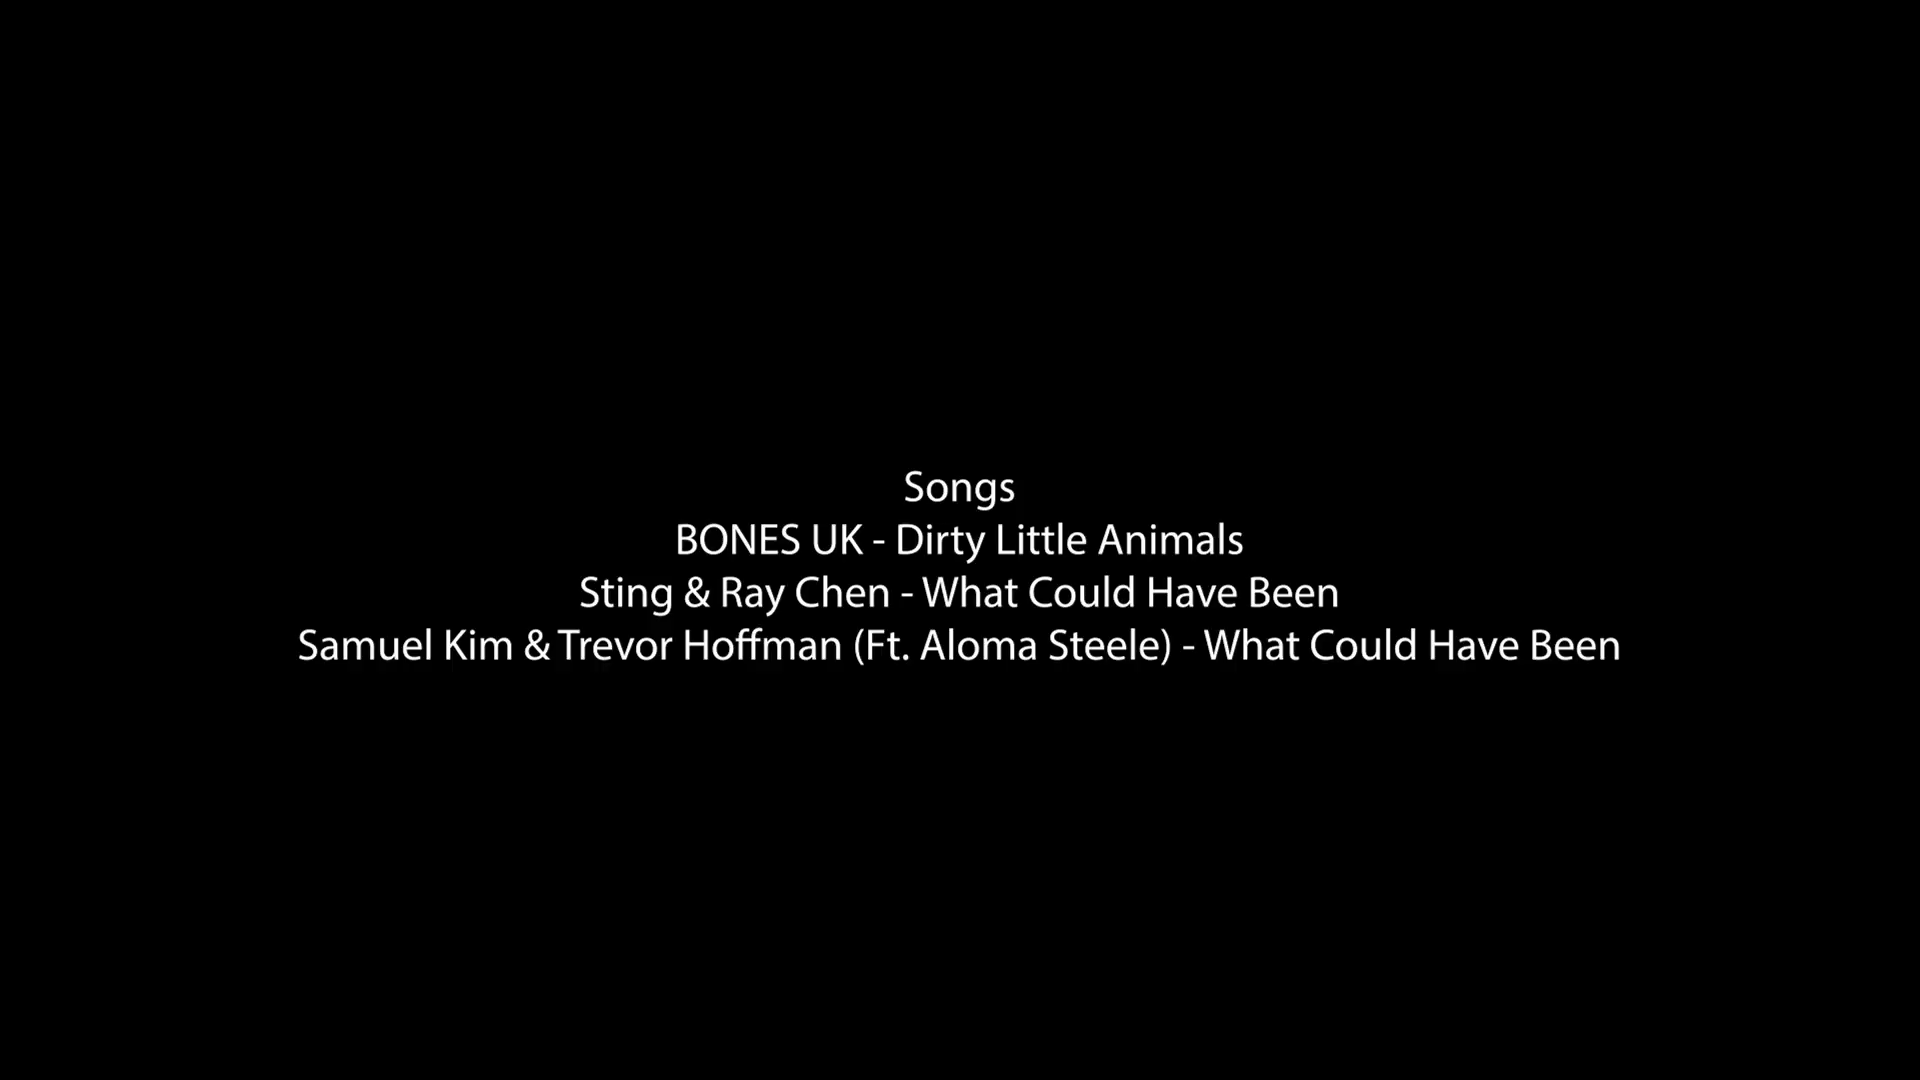 Songs
BONES UK - Dirty Little Animals
Sting & Ray Chen - What Could Have Been
Samuel Kim & Trevor Hoffman (Ft. Aloma Steele) - What Could Have Been